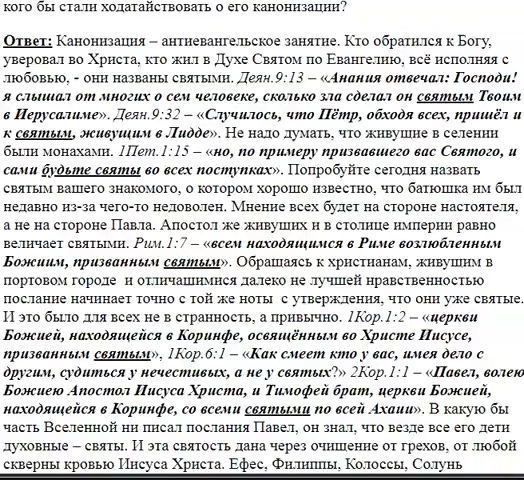 кого бы стали ходатайствовать о его канонизации?
Ответ: Канонизация – антиевангельское занятие. Кто обратился к Богу,
уверовал во Христа, кто жил в Духе Святом по Евангелию, всё исполняя с
любовью, - они названы святыми. Деян.9:13 – «Анания отвечал: Господи!
я слышал от многих о сем человеке, сколько зла сделал он святым Твоим
в Иерусалиме». Деян.9:32 – «Случилось, что Пётр, обходя всех, пришёл и
к святым, живущим в Лидде». Не надо думать, что живущие в селении
были монахами. 1Пет.1:15 – «но, по примеру призвавшего вас Святого, и
сами будьте святы во всех поступках». Попробуйте сегодня назвать
святым вашего знакомого, о котором хорошо известно, что батюшка им был
недавно из-за чего-то недоволен. Мнение всех будет на стороне настоятеля,
а не на стороне Павла. Апостол же живущих и в столице империи равно
величает святыми. Рим.1:7 – «всем находящимся в Риме возлюбленным
Божиим, призванным святым». Обращаясь к христианам, живущим в
портовом городе и отличашимися далеко не лучшей нравственностью
послание начинает точно с той же ноты с утверждения, что они уже святые.
И это было для всех не в странность, а привычно. 1Кор.1:2 – «церкви
Божией, находящейся в Коринфе, освящённым во Христе Иисусе,
призванным святым», 1Кор.6:1 – «Как смеет кто у вас, имея дело с
другим, судиться у нечестивых, а не у святых?» 2Кор.1:1 – «Павел, волею
Божиею Апостол Иисуса Христа, и Тимофей брат, церкви Божией,
находящейся в Коринфе, со всеми святыми по всей Ахаии». В какую бы
часть Вселенной ни писал послания Павел, он знал, что везде все его дети
духовные – святы. И эта святость дана через очищение от грехов, от любой
скверны кровью Иисуса Христа. Ефес, Филиппы, Колоссы, Солунь